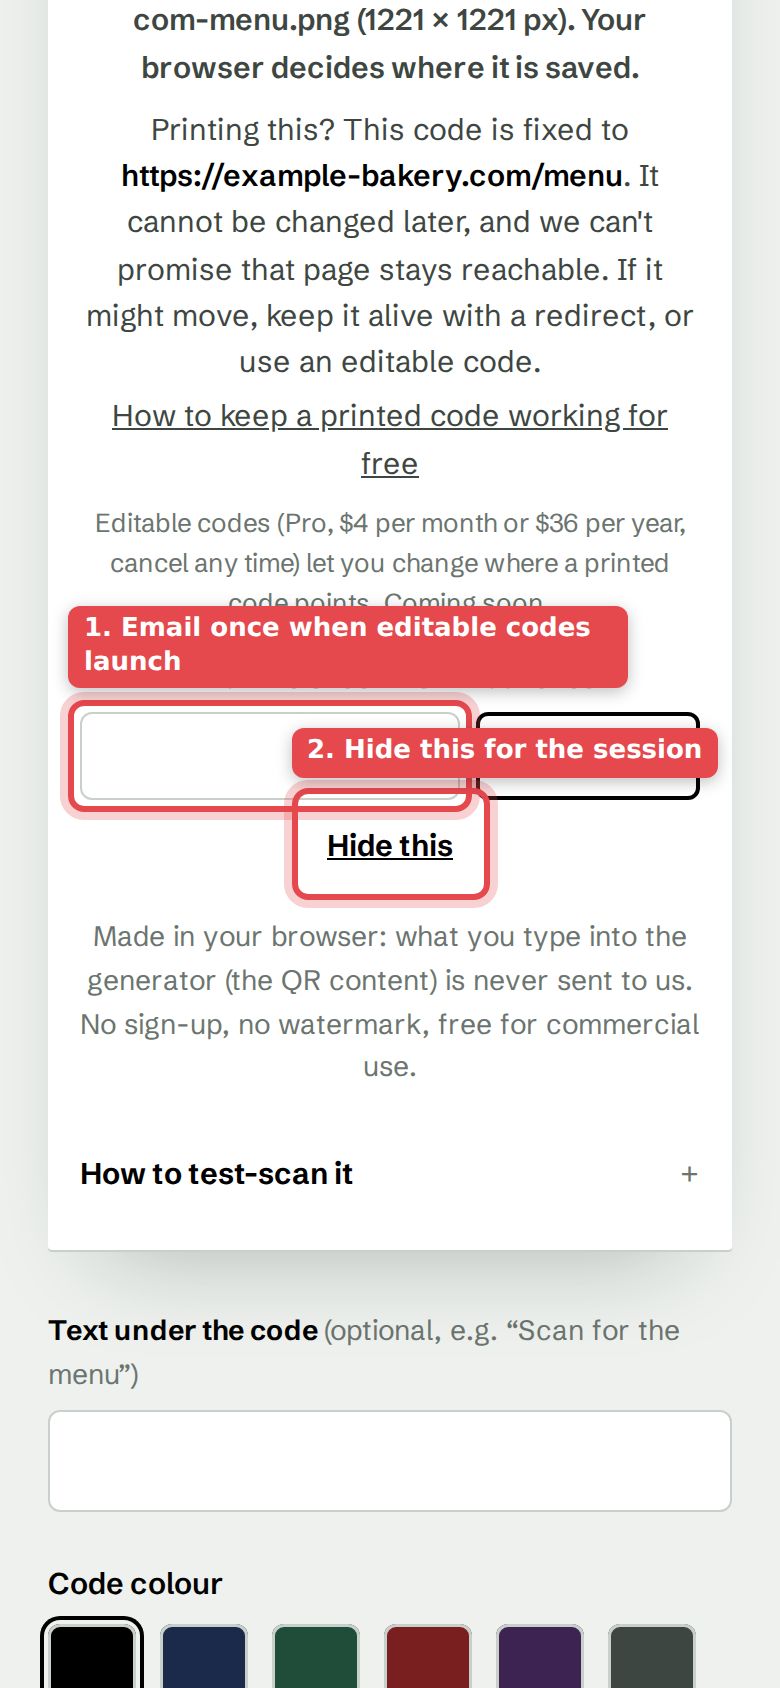 com-menu.png (1221 × 1221 px). Your
browser decides where it is saved.
Printing this? This code is fixed to
https://example-bakery.com/menu. It
cannot be changed later, and we can't
promise that page stays reachable. If it
might move, keep it alive with a redirect, or
use an editable code.
How to keep a printed code working for
free
Editable codes (Pro, $4 per month or $36 per year,
cancel any time) let you change where a printed
code points. Coming soon.
1. Email once when editable codes
launch
2. Hide this for the session
Hide this
Made in your browser: what you type into the
generator (the QR content) is never sent to us.
No sign-up, no watermark, free for commercial
use.
How to test-scan it +
Text under the code (optional, e.g. “Scan for the
menu”)
Code colour